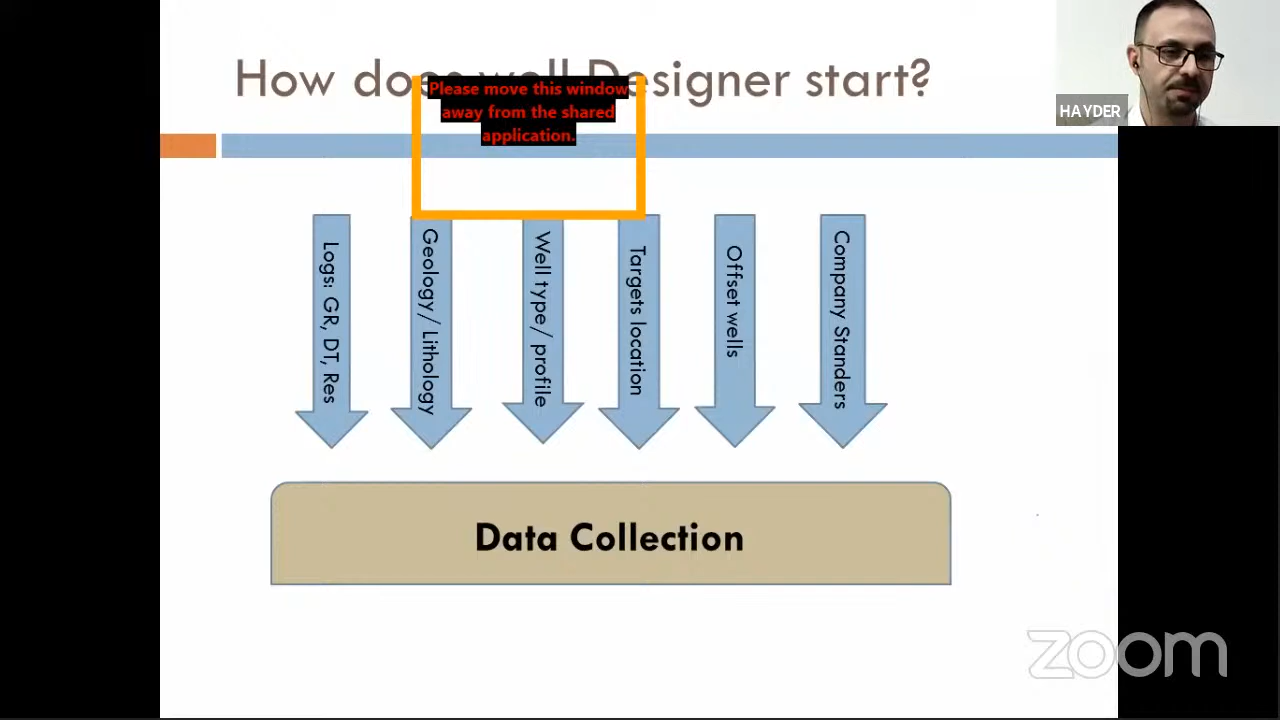 How does well Designer start?
Please move this window
away from the shared
application.
HAYDER
Logs: GR, DT, Res
Geology/ Lithology
Well type/ profile
Targets location
Offset wells
Company Standers
Data Collection
zoom